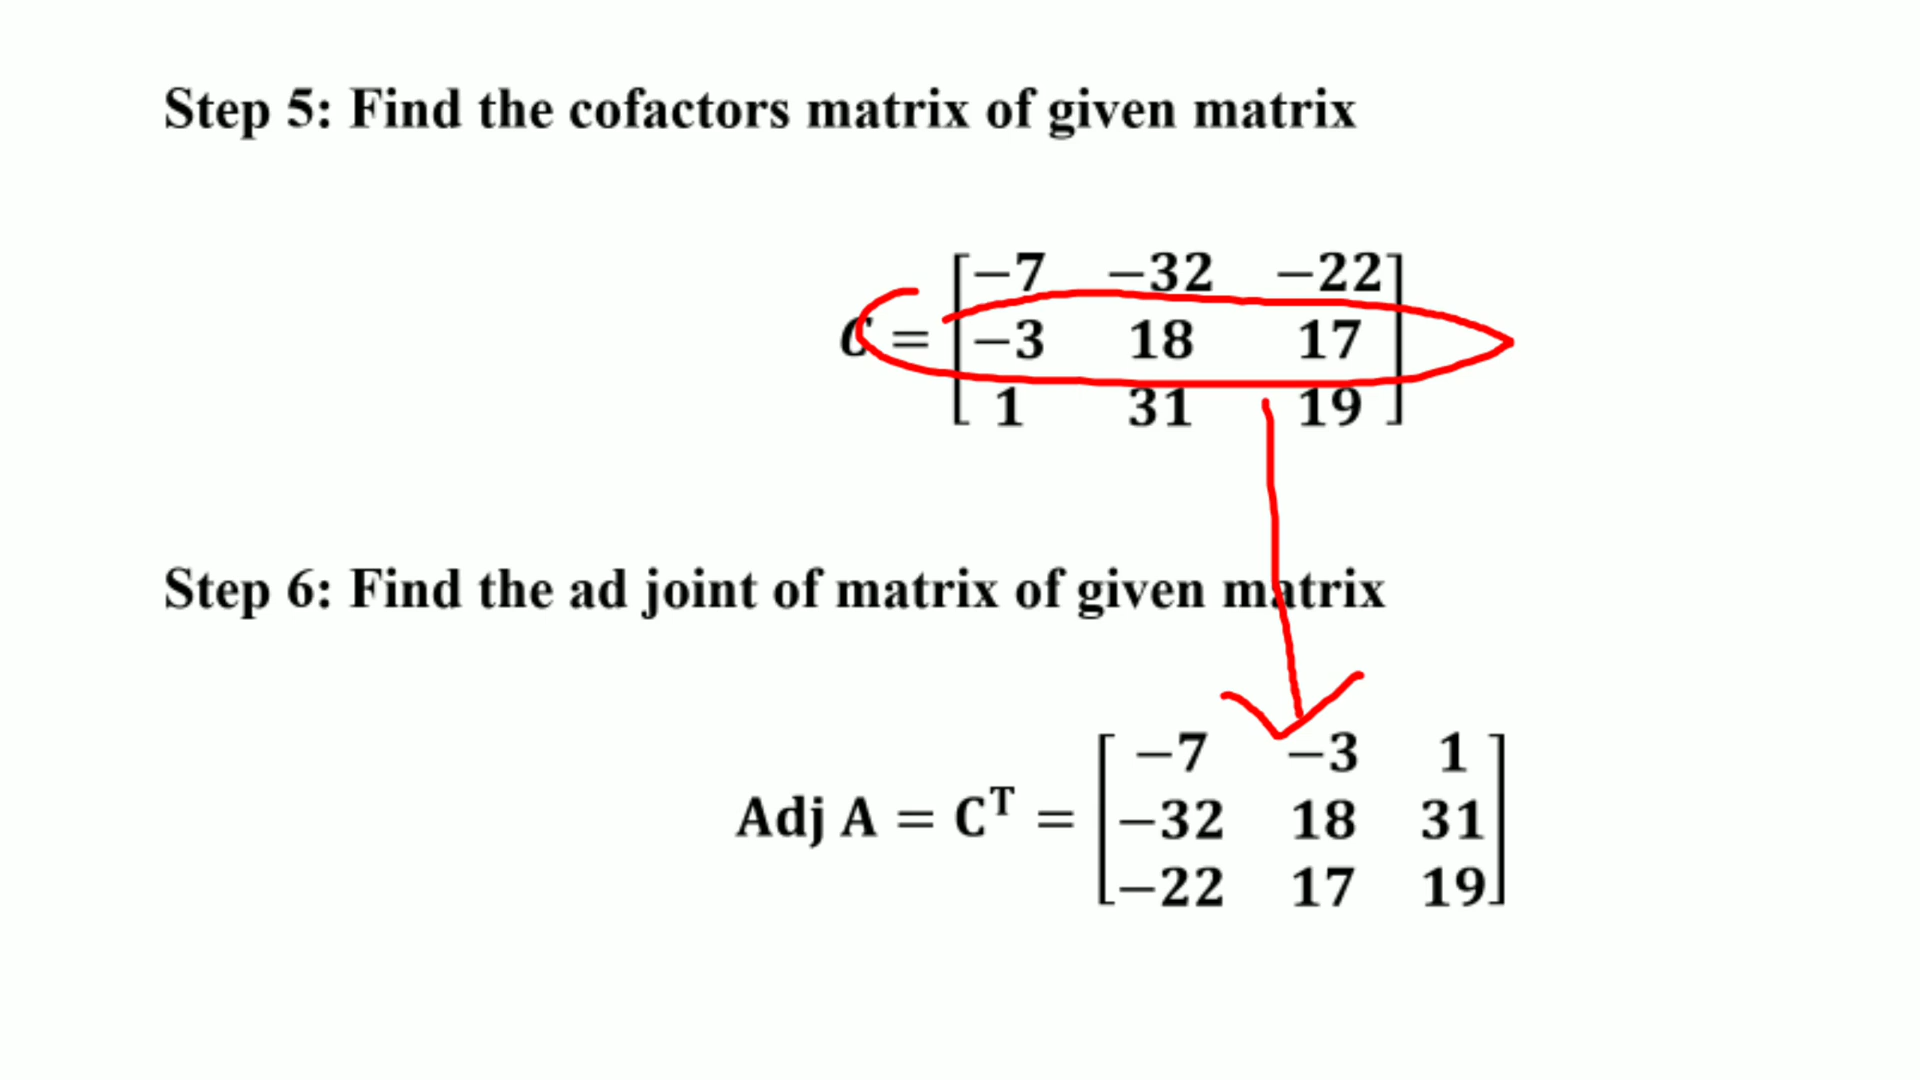 Step 5: Find the cofactors matrix of given matrix
−7 −32 −22
C = −3 18 17
1 31 19
Step 6: Find the ad joint of matrix of given matrix
−7 −3 1
Adj A = Cᵀ = −32 18 31
−22 17 19